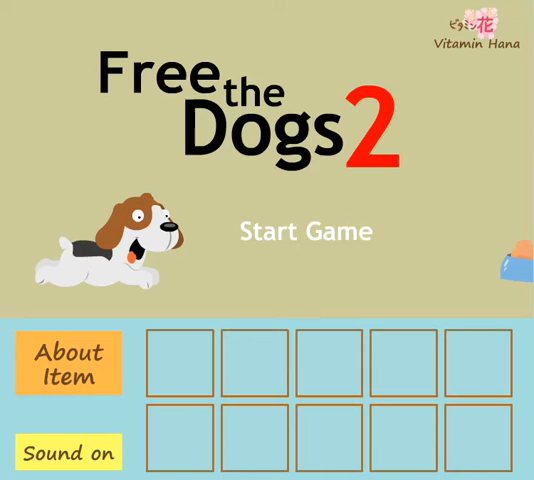 ビタミン花
Vitamin Hana
Free the
Dogs 2
Start Game
About
Item
Sound on